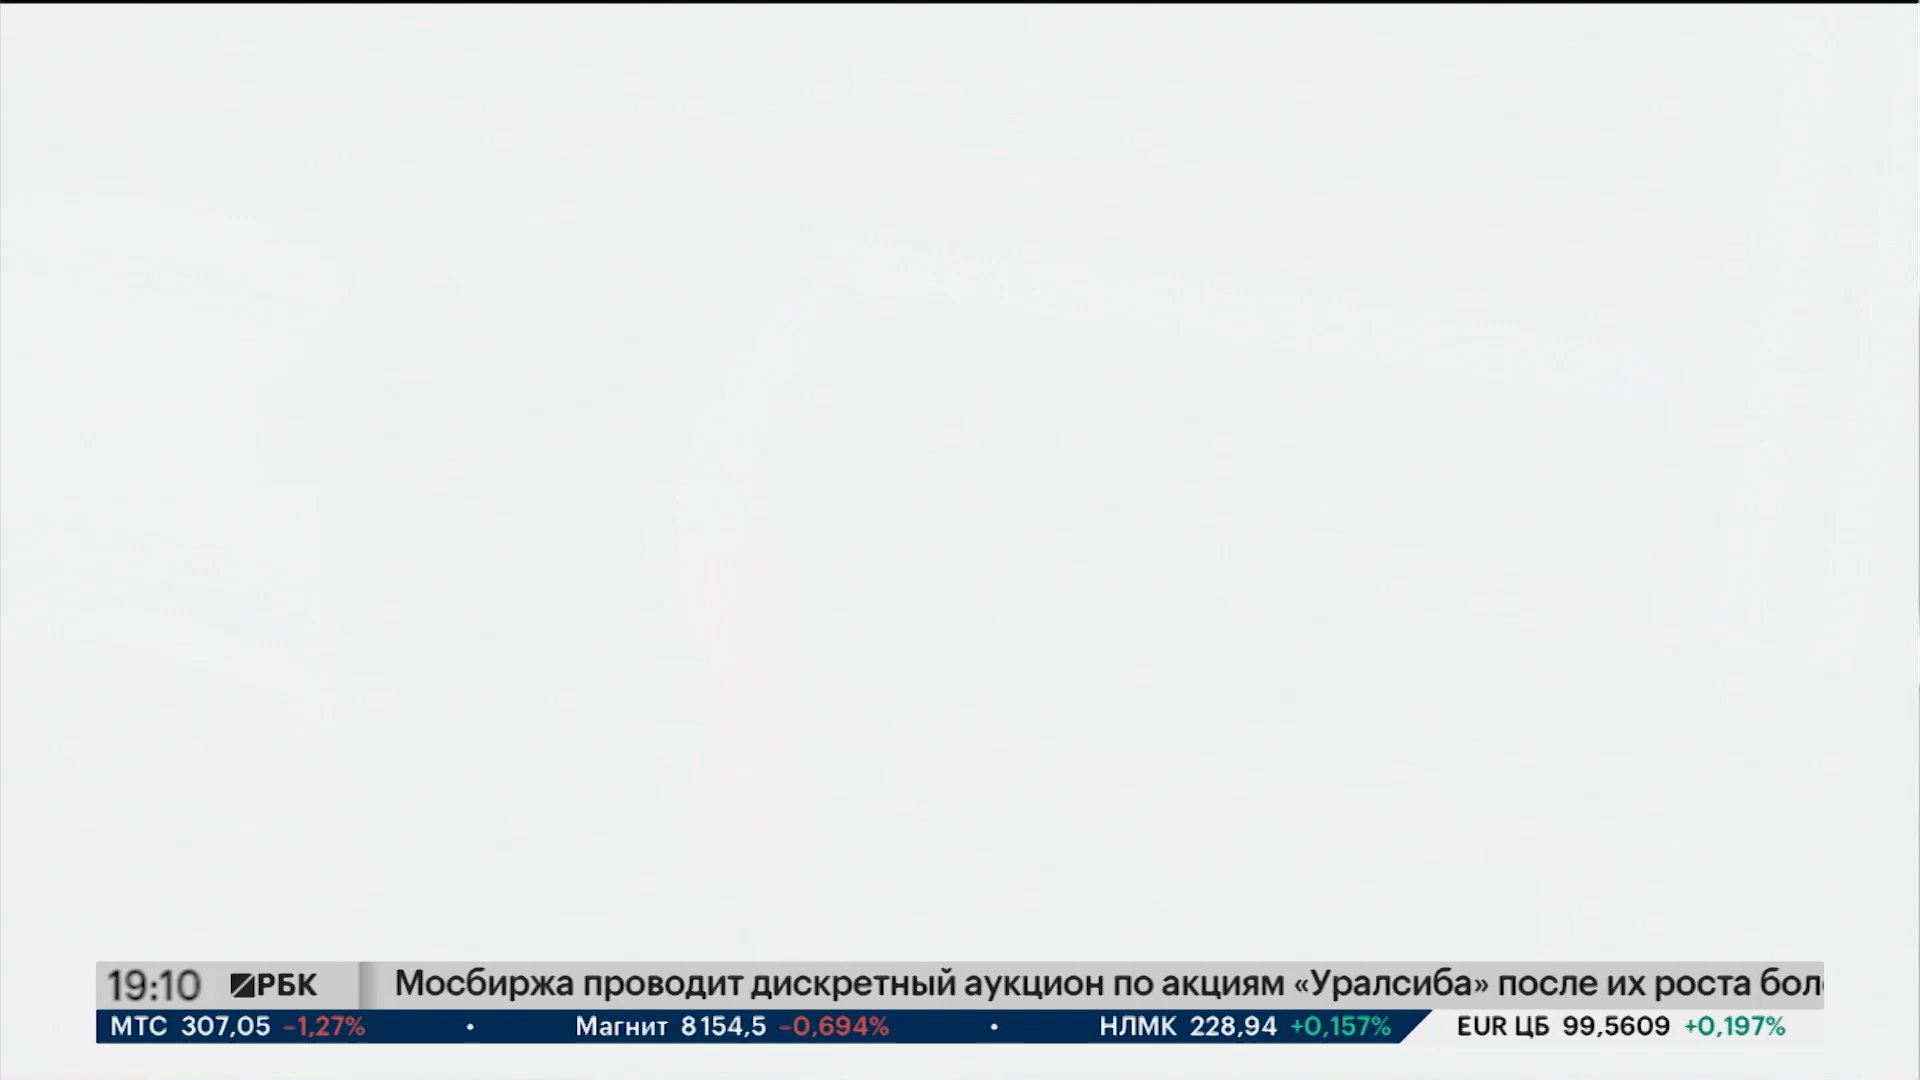 19:10 РБК Мосбиржа проводит дискретный аукцион по акциям «Уралсиба» после их роста
МТС 307,05 -1,27% • Магнит 8154,5 -0,694% • НЛМК 228,94 +0,157% EUR ЦБ 99,5609 +0,197%